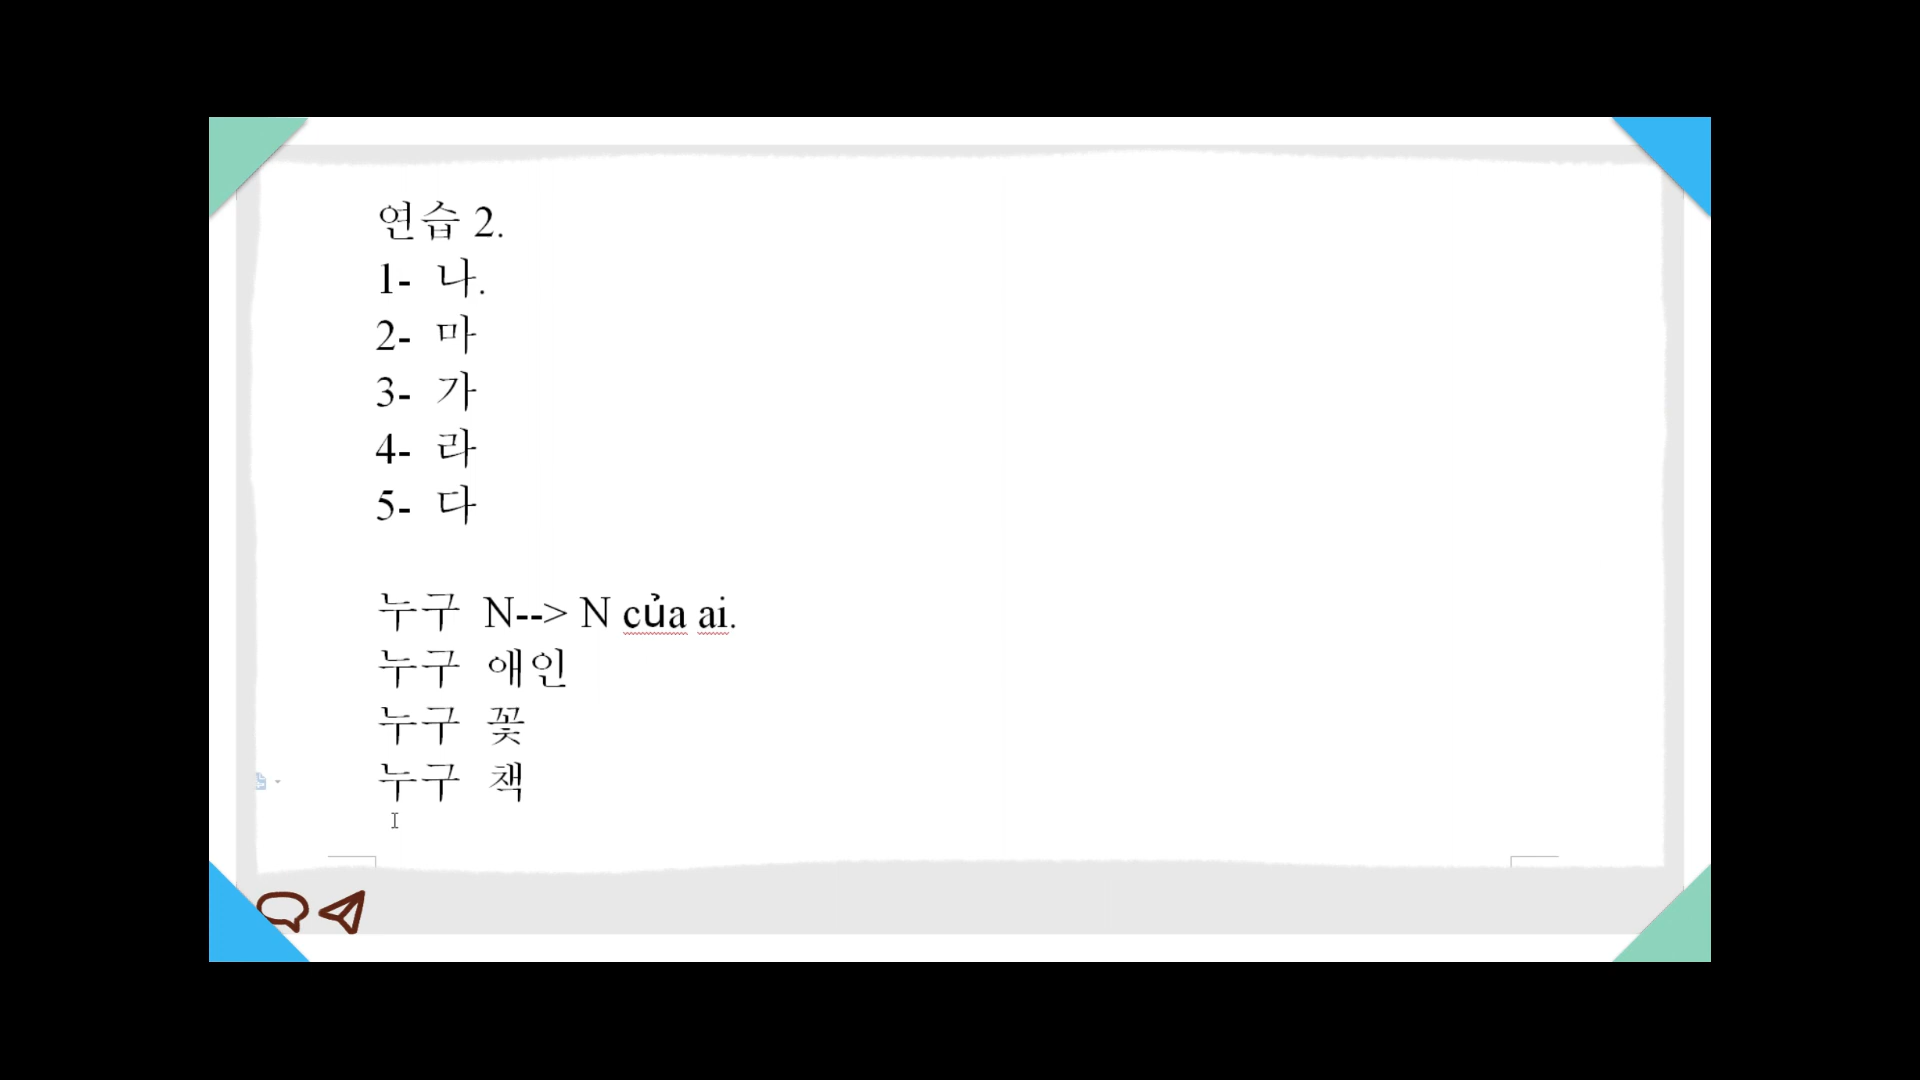 연습 2.
1- 나.
2- 마
3- 가
4- 라
5- 다
누구 N--> N của ai.
누구 애인
누구 꽃
누구 책